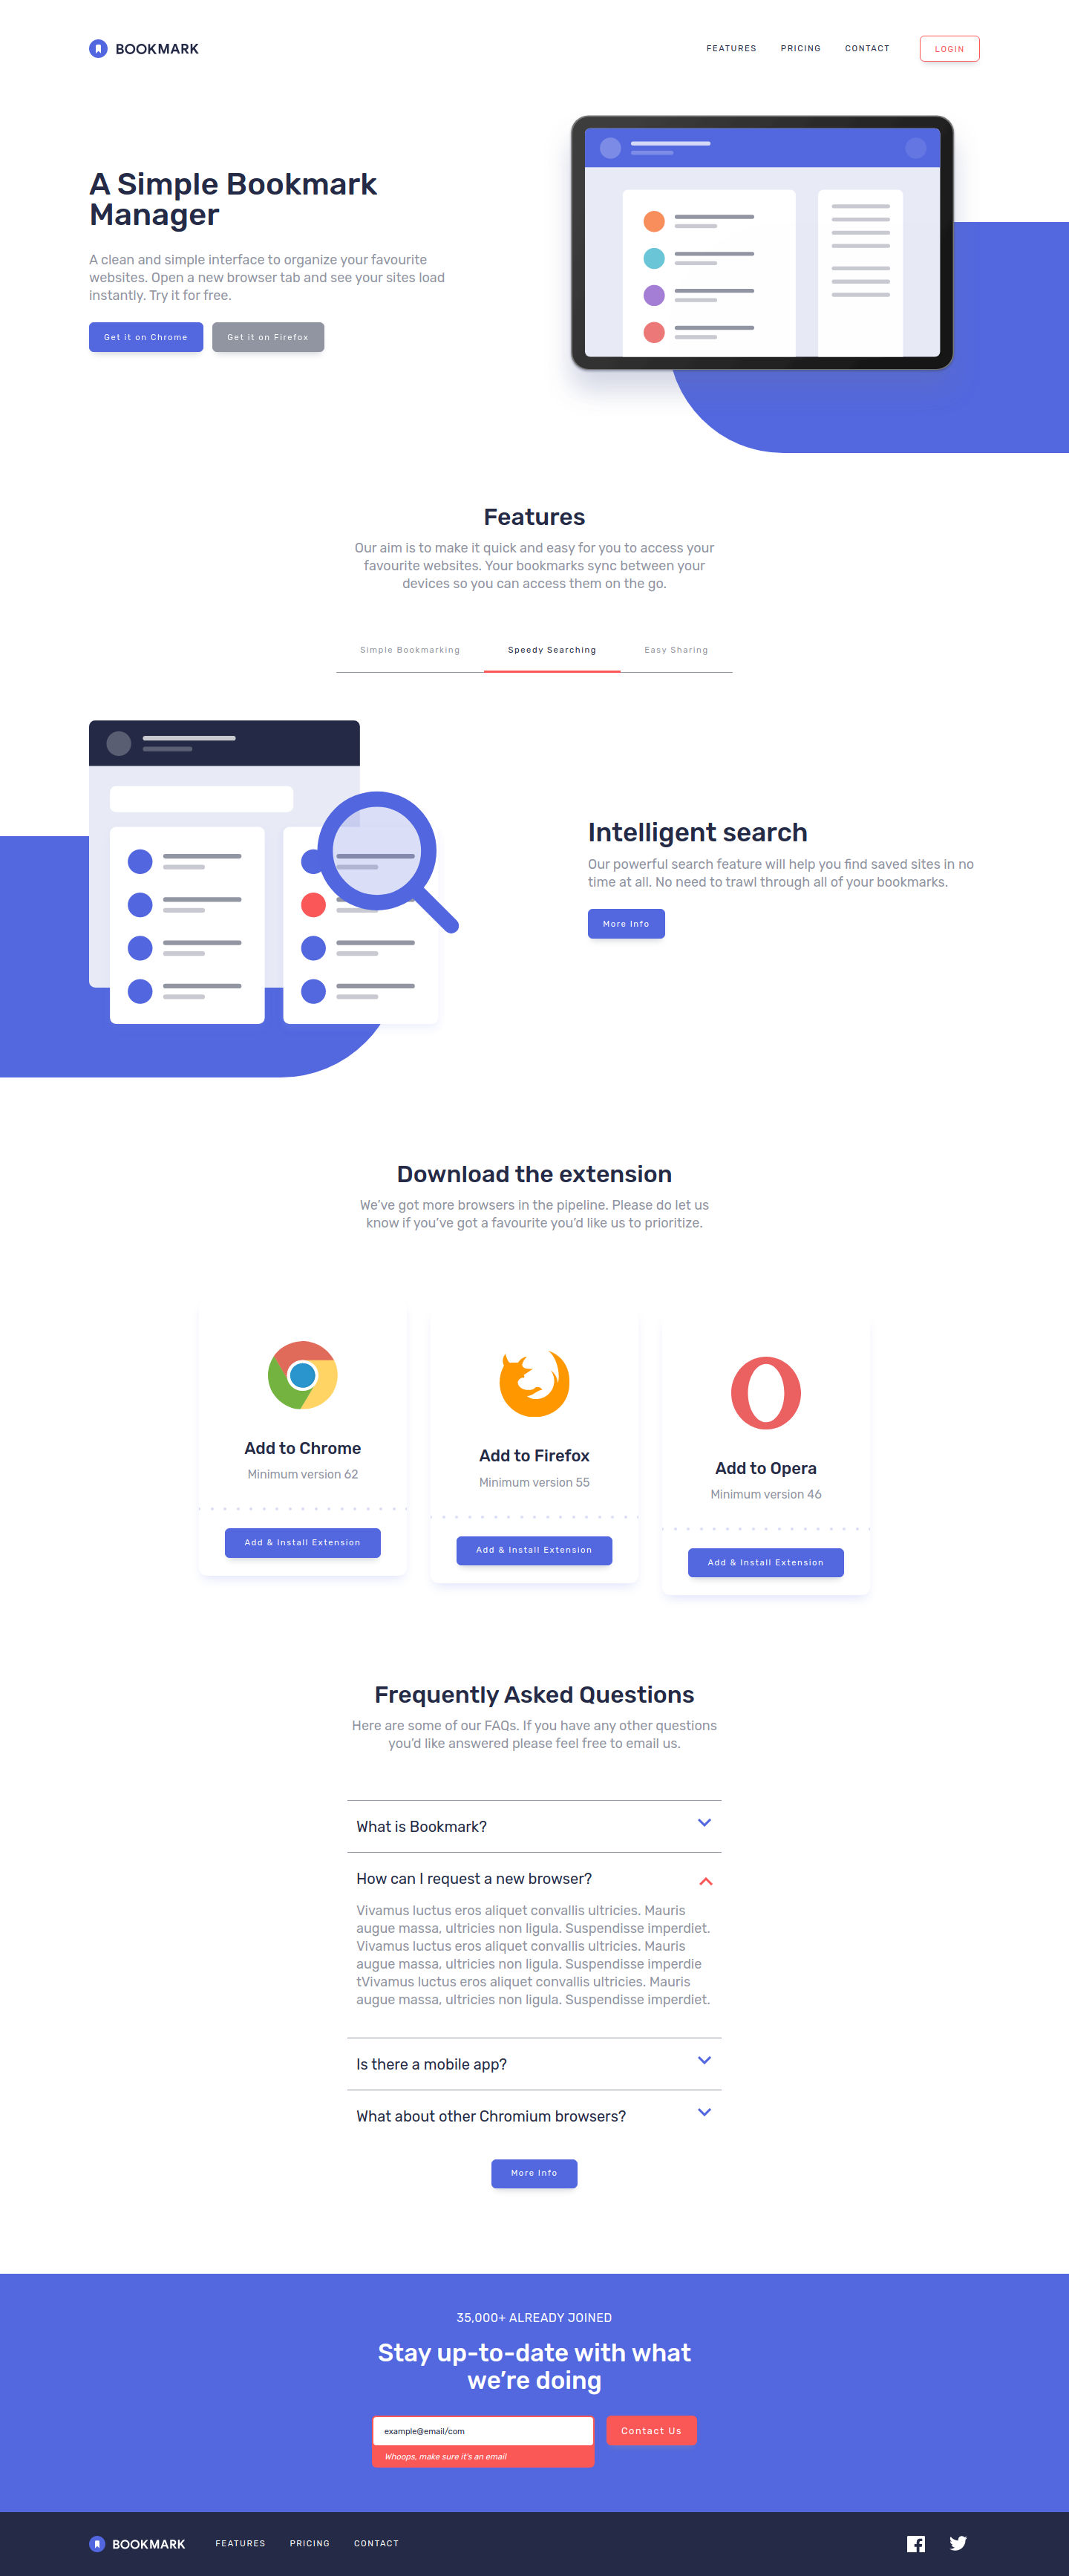 BOOKMARK
FEATURES PRICING CONTACT LOGIN
A Simple Bookmark
Manager
A clean and simple interface to organize your favourite
websites. Open a new browser tab and see your sites load
instantly. Try it for free.
Get it on Chrome Get it on Firefox
Features
Our aim is to make it quick and easy for you to access your
favourite websites. Your bookmarks sync between your
devices so you can access them on the go.
Simple Bookmarking Speedy Searching Easy Sharing
Intelligent search
Our powerful search feature will help you find saved sites in no
time at all. No need to trawl through all of your bookmarks.
More Info
Download the extension
We've got more browsers in the pipeline. Please do let us
know if you've got a favourite you'd like us to prioritize.
Add to Chrome
Minimum version 62
Add & Install Extension
Add to Firefox
Minimum version 55
Add & Install Extension
Add to Opera
Minimum version 46
Add & Install Extension
Frequently Asked Questions
Here are some of our FAQs. If you have any other questions
you'd like answered please feel free to email us.
What is Bookmark?
How can I request a new browser?
Vivamus luctus eros aliquet convallis ultricies. Mauris
augue massa, ultricies non ligula. Suspendisse imperdiet.
Vivamus luctus eros aliquet convallis ultricies. Mauris
augue massa, ultricies non ligula. Suspendisse imperdie
tVivamus luctus eros aliquet convallis ultricies. Mauris
augue massa, ultricies non ligula. Suspendisse imperdiet.
Is there a mobile app?
What about other Chromium browsers?
More Info
35,000+ ALREADY JOINED
Stay up-to-date with what
we're doing
example@email/com
Contact Us
Whoops, make sure it's an email
BOOKMARK FEATURES PRICING CONTACT